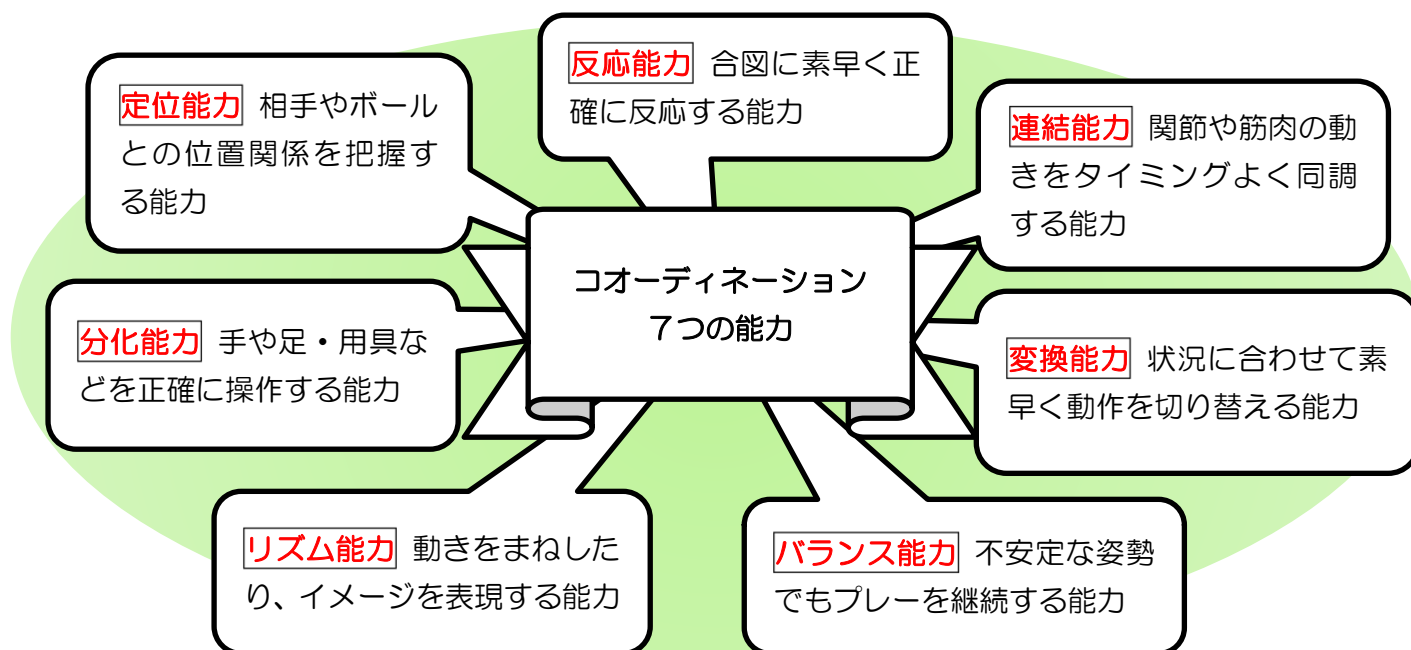 反応能力 合図に素早く正
確に反応する能力
定位能力 相手やボール
との位置関係を把握す
る能力
連結能力 関節や筋肉の動
きをタイミングよく同調
する能力
コオーディネーション
7つの能力
分化能力 手や足・用具な
どを正確に操作する能力
変換能力 状況に合わせて素
早く動作を切り替える能力
リズム能力 動きをまねした
り、イメージを表現する能力
バランス能力 不安定な姿勢
でもプレーを継続する能力